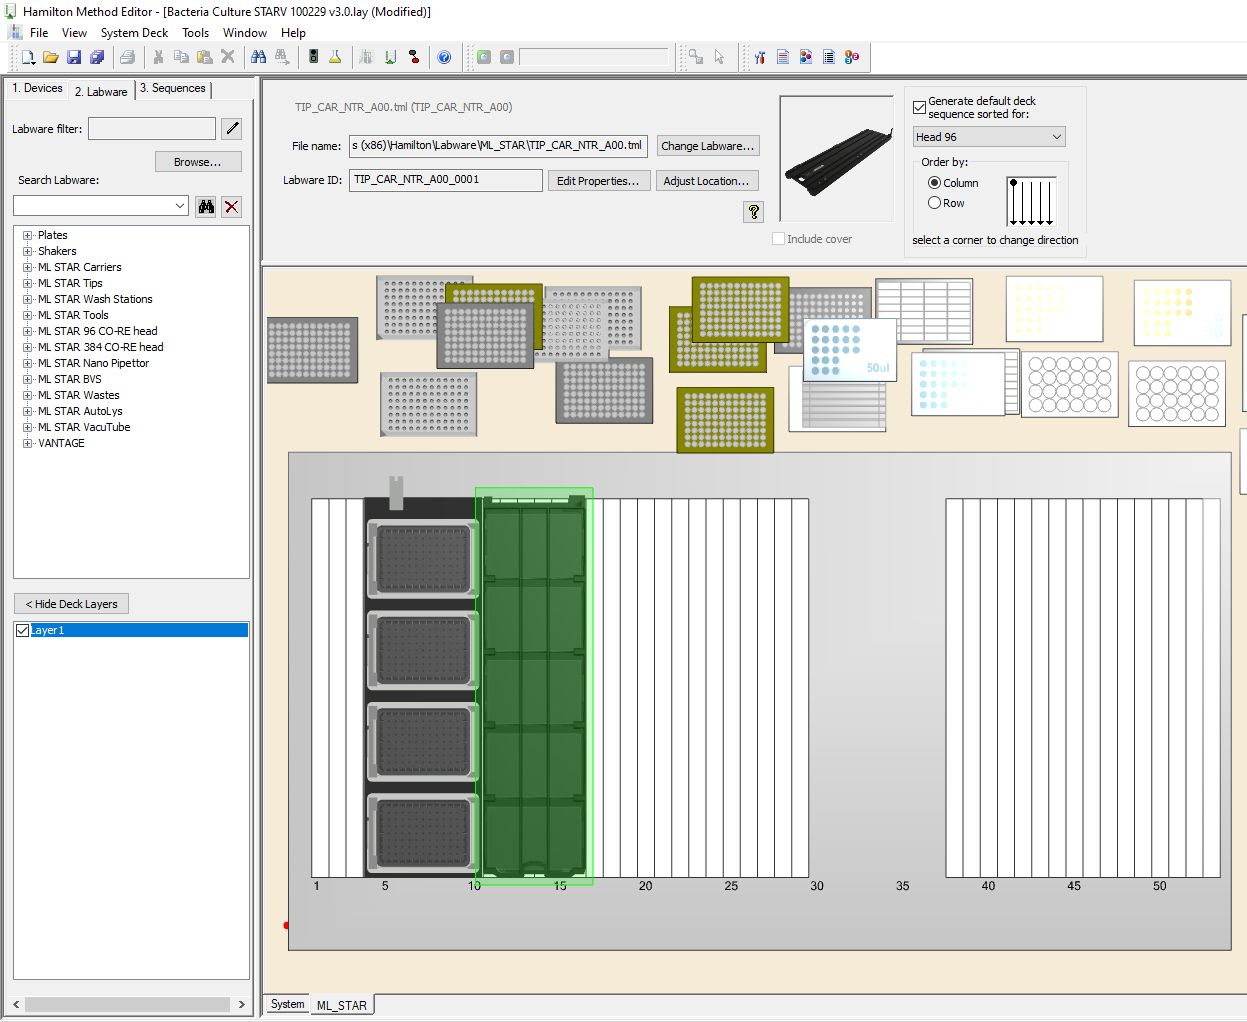 Hamilton Method Editor - [Bacteria Culture STARV 100229 v3.0.lay (Modified)]
File View System Deck Tools Window Help
1. Devices 2. Labware 3. Sequences
Labware filter:
Browse...
Search Labware:
Plates
Shakers
ML STAR Carriers
ML STAR Tips
ML STAR Wash Stations
ML STAR Tools
ML STAR 96 CO-RE head
ML STAR 384 CO-RE head
ML STAR Nano Pipettor
ML STAR BVS
ML STAR Wastes
ML STAR AutoLys
ML STAR VacuTube
VANTAGE
< Hide Deck Layers
Layer1
TIP_CAR_NTR_A00.tml (TIP_CAR_NTR_A00)
File name: s (x86)\Hamilton\Labware\ML_STAR\TIP_CAR_NTR_A00.tml Change Labware...
Labware ID: TIP_CAR_NTR_A00_0001 Edit Properties... Adjust Location...
Include cover
Generate default deck
sequence sorted for:
Head 96
Order by:
Column
Row
select a corner to change direction
50ul
1 5 10 15 20 25 30 35 40 45 50
System ML_STAR